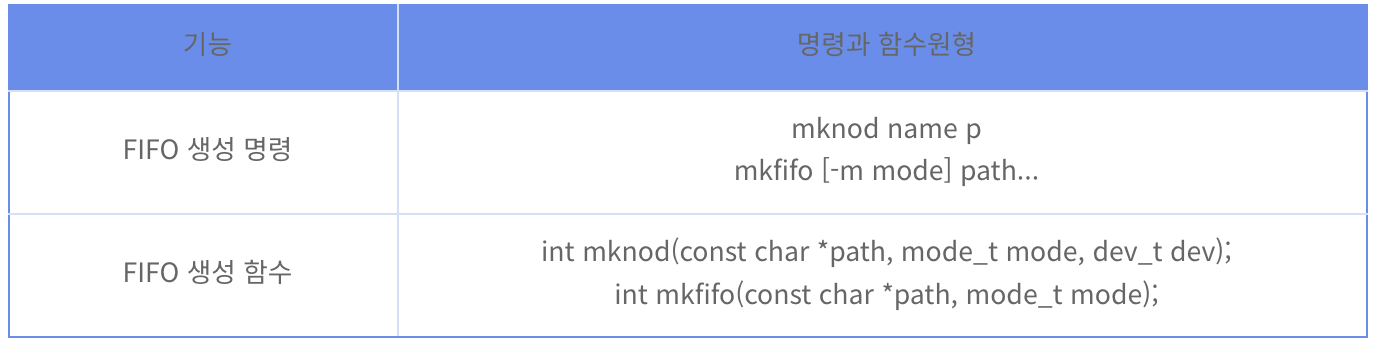 기능
명령과 함수원형
FIFO 생성 명령
mknod name p
mkfifo [-m mode] path...
FIFO 생성 함수
int mknod(const char *path, mode_t mode, dev_t dev);
int mkfifo(const char *path, mode_t mode);